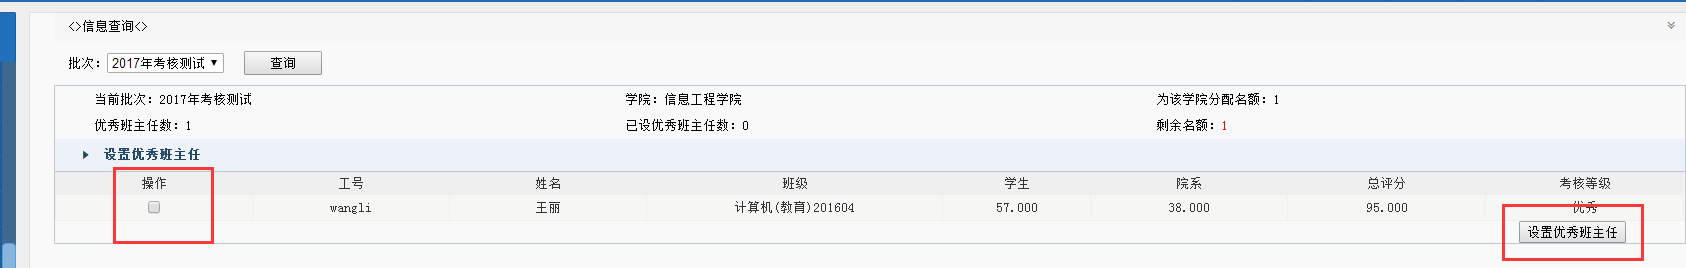 <>信息查询<>
批次： 2017年考核测试 查询
当前批次：2017年考核测试 学院：信息工程学院 为该学院分配名额：1
优秀班主任数：1 已设优秀班主任数：0 剩余名额：1
设置优秀班主任
操作 工号 姓名 班级 学生 院系 总评分 考核等级
wangli 王丽 计算机(教育)201604 57.000 38.000 95.000 优秀
设置优秀班主任